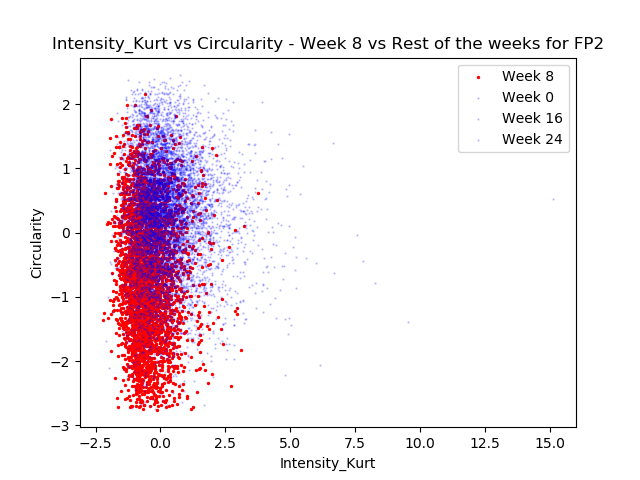 Intensity_Kurt vs Circularity - Week 8 vs Rest of the weeks for FP2
Week 8
Week 0
Week 16
Week 24
2
1
0
−1
−2
−3
Circularity
−2.5 0.0 2.5 5.0 7.5 10.0 12.5 15.0
Intensity_Kurt